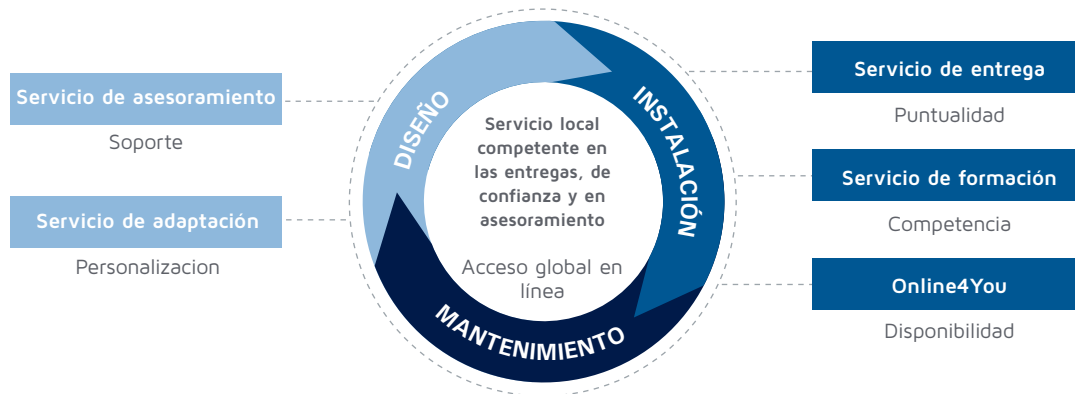 Servicio de asesoramiento
Soporte
Servicio de adaptación
Personalizacion
DISEÑO
INSTALACIÓN
MANTENIMIENTO
Servicio local
competente en
las entregas, de
confianza y en
asesoramiento
Acceso global en
línea
Servicio de entrega
Puntualidad
Servicio de formación
Competencia
Online4You
Disponibilidad